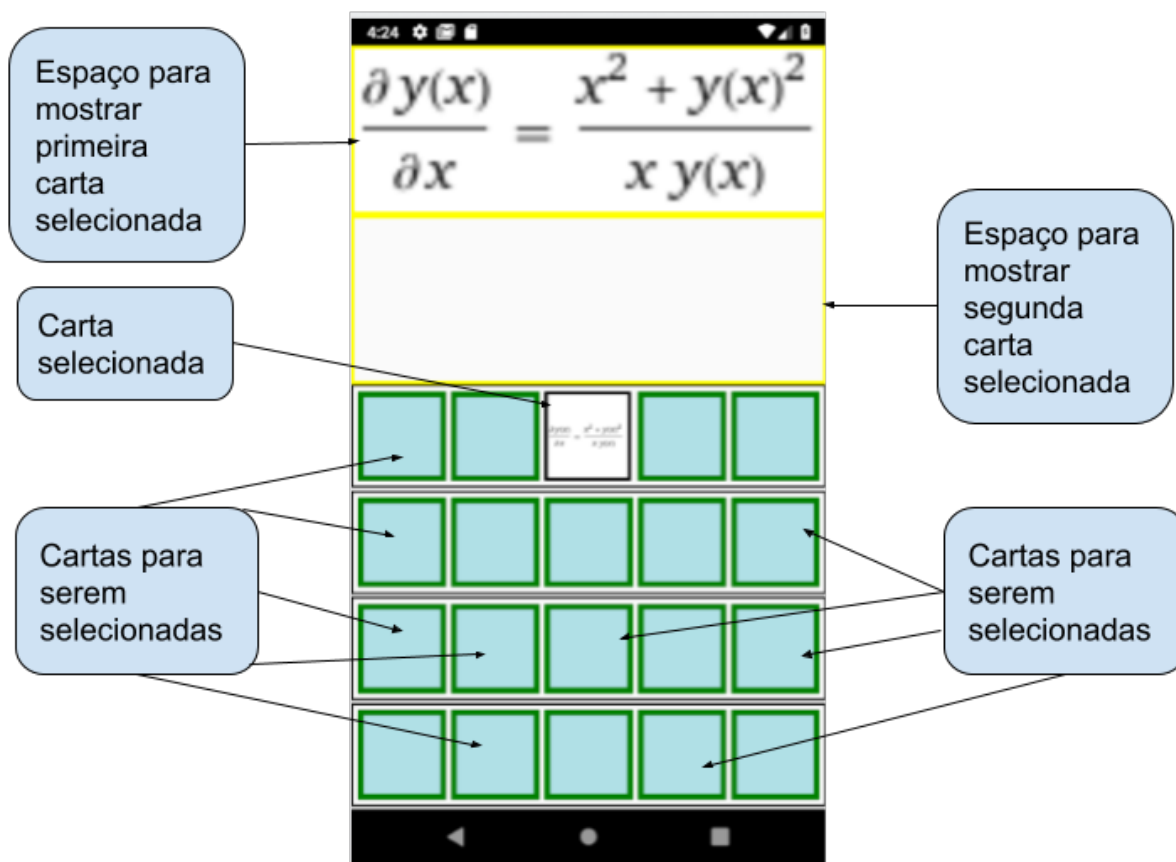 4:24
Espaço para
mostrar
primeira
carta
selecionada
∂ y(x) / ∂ x = x² + y(x)² / x y(x)
Espaço para
mostrar
segunda
carta
selecionada
Carta
selecionada
Cartas para
serem
selecionadas
Cartas para
serem
selecionadas